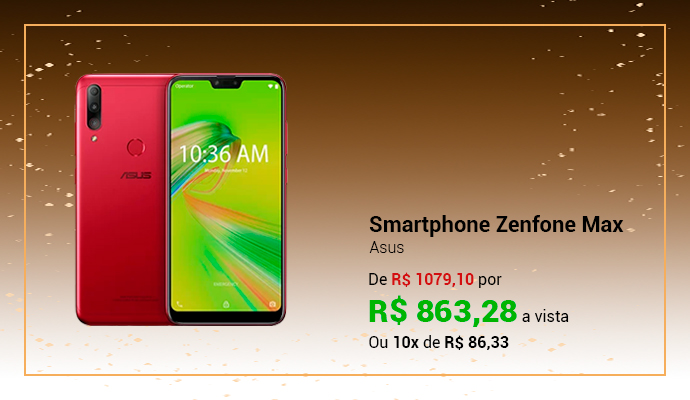 Operator
10:36 AM
ASUS
Smartphone Zenfone Max
Asus
De R$ 1079,10 por
R$ 863,28 a vista
Ou 10x de R$ 86,33